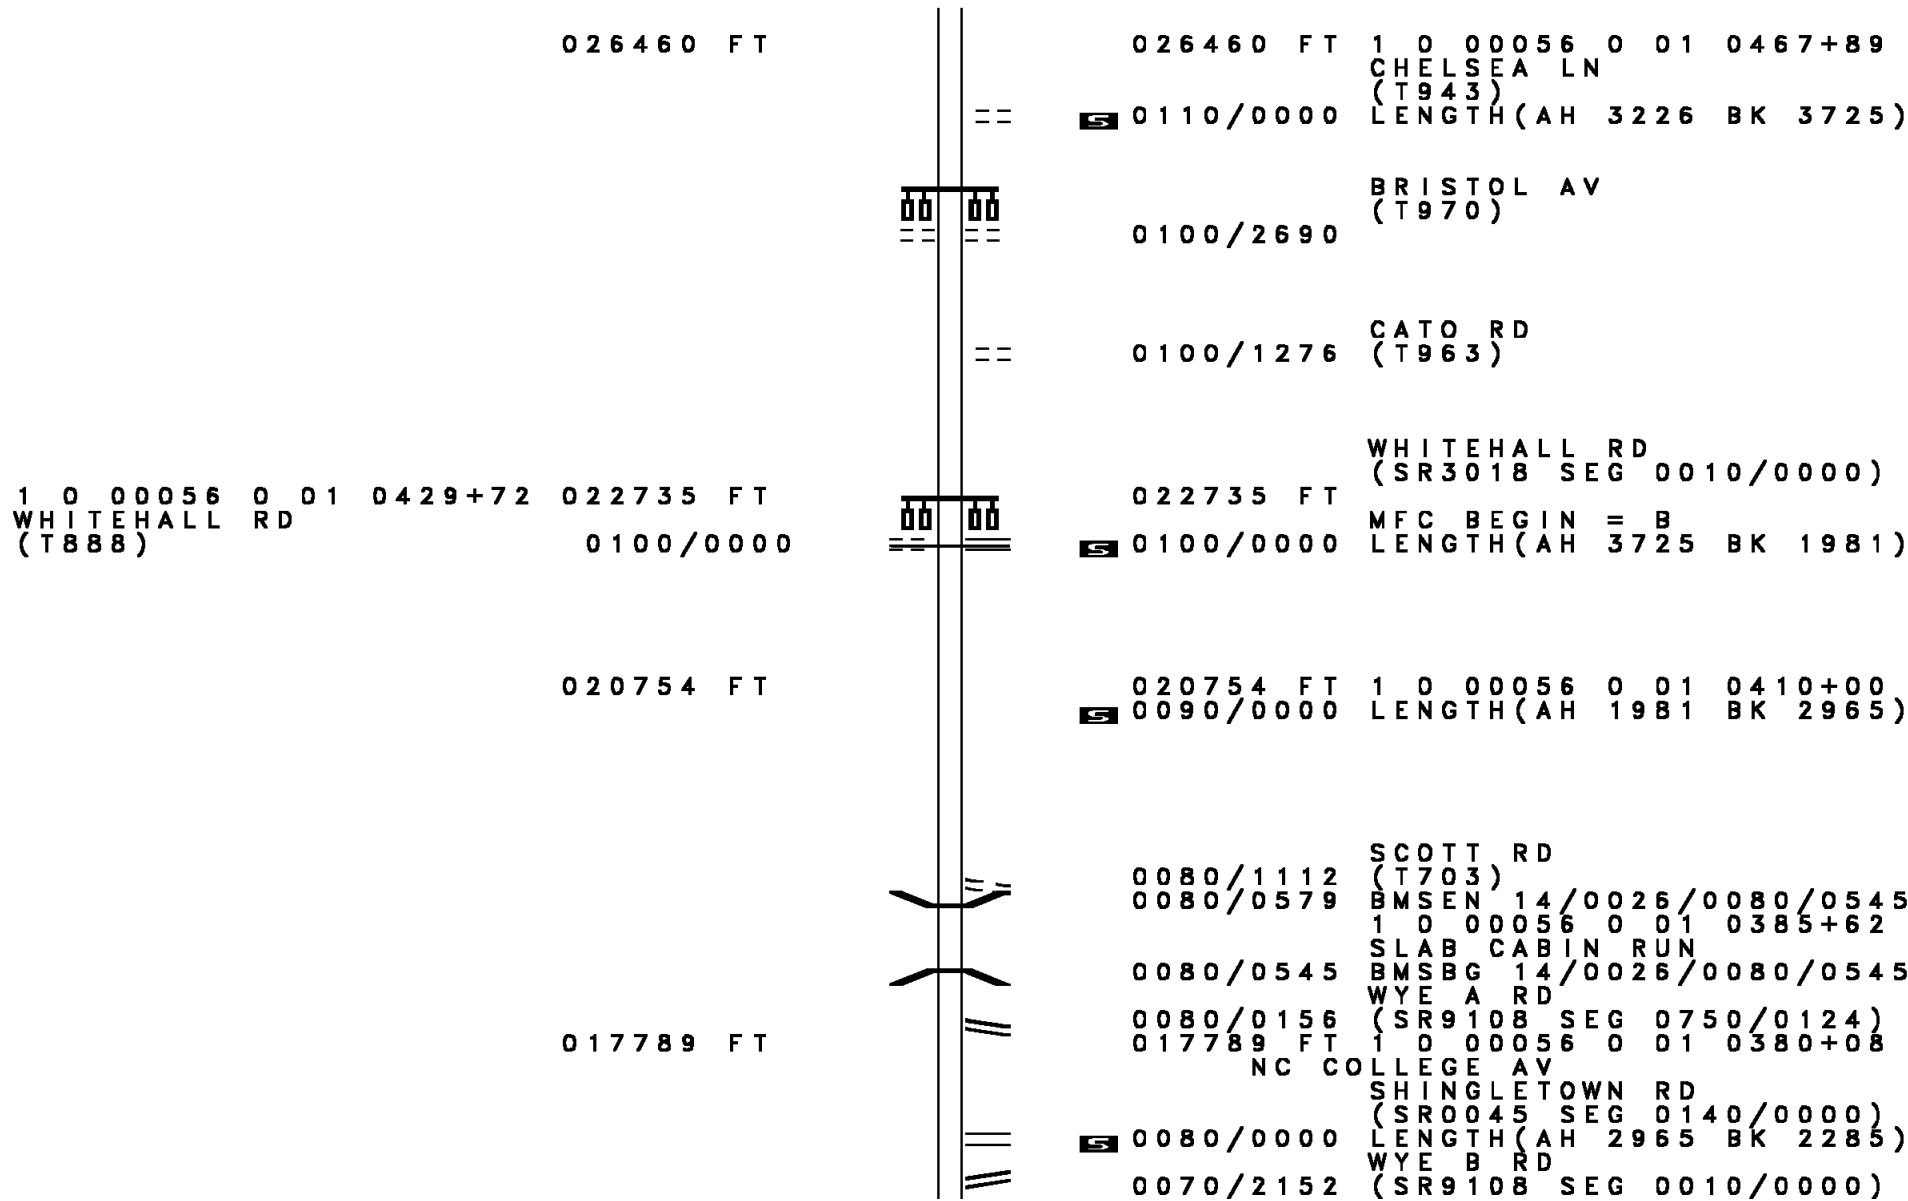 026460 FT 026460 FT 1 0 00056 0 01 0467+89
CHELSEA LN
(T943)
S 0110/0000 LENGTH(AH 3226 BK 3725)
BRISTOL AV
(T970)
0100/2690
CATO RD
0100/1276 (T963)
WHITEHALL RD
(SR3018 SEG 0010/0000)
1 0 00056 0 01 0429+72 022735 FT 022735 FT
WHITEHALL RD MFC BEGIN = B
(T888) 0100/0000 S 0100/0000 LENGTH(AH 3725 BK 1981)
020754 FT 020754 FT 1 0 00056 0 01 0410+00
S 0090/0000 LENGTH(AH 1981 BK 2965)
SCOTT RD
0080/1112 (T703)
0080/0579 BMSEN 14/0026/0080/0545
1 0 00056 0 01 0385+62
SLAB CABIN RUN
0080/0545 BMSBG 14/0026/0080/0545
WYE A RD
0080/0156 (SR9108 SEG 0750/0124)
017789 FT 017789 FT 1 0 00056 0 01 0380+08
NC COLLEGE AV
SHINGLETOWN RD
(SR0045 SEG 0140/0000)
S 0080/0000 LENGTH(AH 2965 BK 2285)
WYE B RD
0070/2152 (SR9108 SEG 0010/0000)